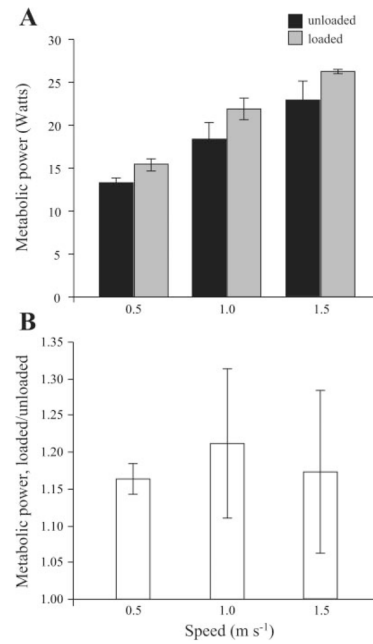 A
unloaded
loaded
Metabolic power (Watts)
30
25
20
15
10
5
0
0.5 1.0 1.5
B
Metabolic power, loaded/unloaded
1.35
1.30
1.25
1.20
1.15
1.10
1.05
1.00
0.5 1.0 1.5
Speed (m s⁻¹)